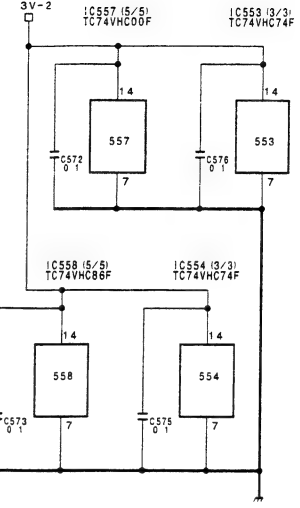 3V-2
IC557 (5/5)
TC74VHC00F
IC553 (3/3)
TC74VHC74F
14
14
557
553
C572
0 1
C576
0 1
7
7
IC558 (5/5)
TC74VHC86F
IC554 (3/3)
TC74VHC74F
14
14
558
554
C573
0 1
C575
0 1
7
7